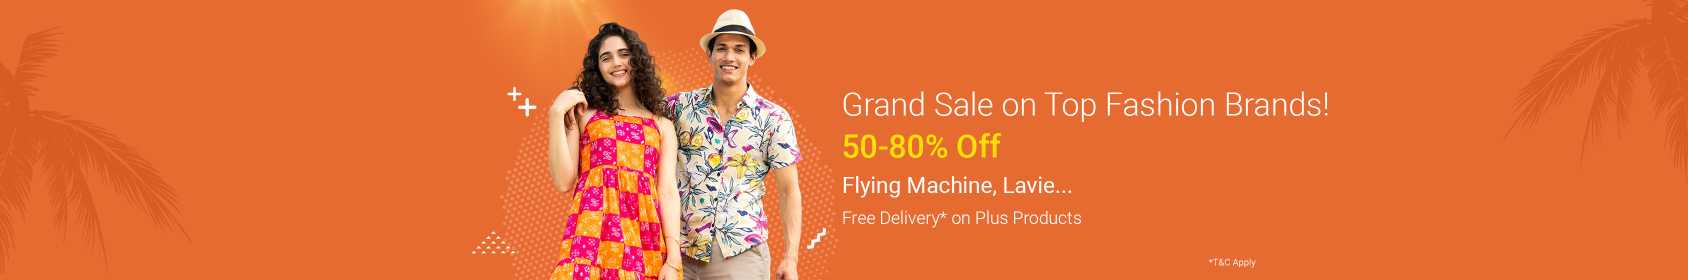 Grand Sale on Top Fashion Brands!
50-80% Off
Flying Machine, Lavie...
Free Delivery* on Plus Products
*T&C Apply